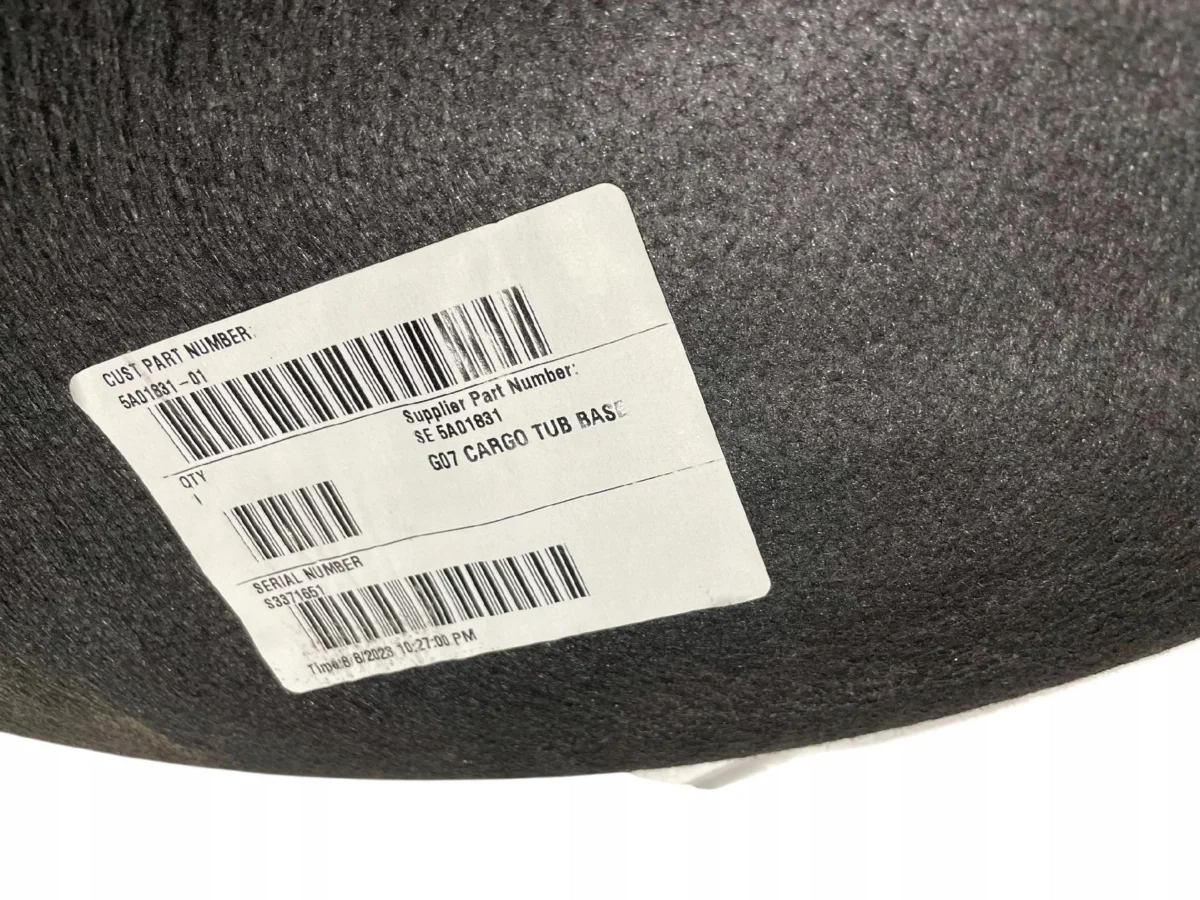 CUST PART NUMBER:
5A01831-01
Supplier Part Number:
SE 5A01831
G07 CARGO TUB BASE
QTY
1
SERIAL NUMBER
S3371651
Time:8/8/2023 10:27:00 PM